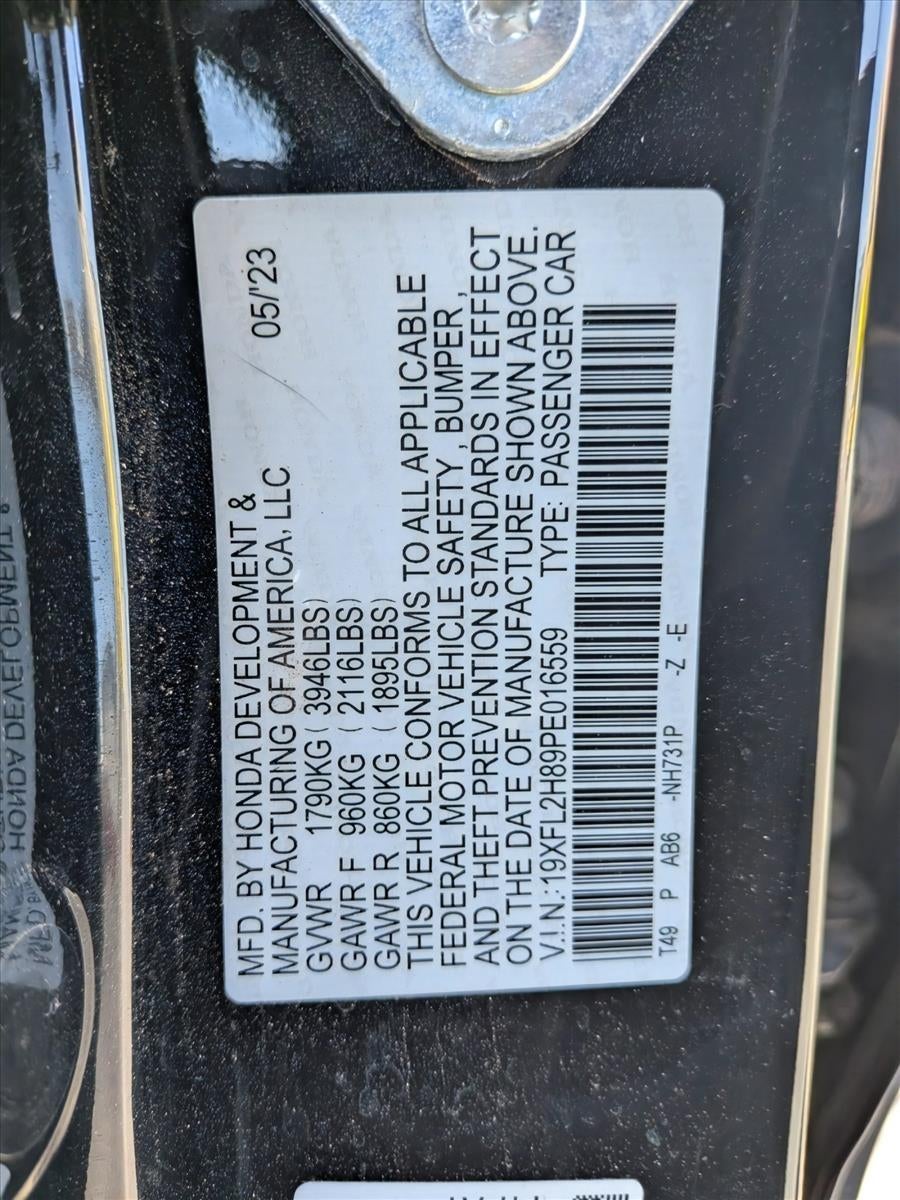 MFD. BY HONDA DEVELOPMENT &
MANUFACTURING OF AMERICA, LLC 05/'23
GVWR 1790KG ( 3946LBS)
GAWR F 960KG ( 2116LBS)
GAWR R 860KG ( 1895LBS)
THIS VEHICLE CONFORMS TO ALL APPLICABLE
FEDERAL MOTOR VEHICLE SAFETY , BUMPER ,
AND THEFT PREVENTION STANDARDS IN EFFECT
ON THE DATE OF MANUFACTURE SHOWN ABOVE.
V.I.N.:19XFL2H89PE016559 TYPE: PASSENGER CAR
T49 P AB6 -NH731P -Z -E
HONDA DEVELOPMENT &